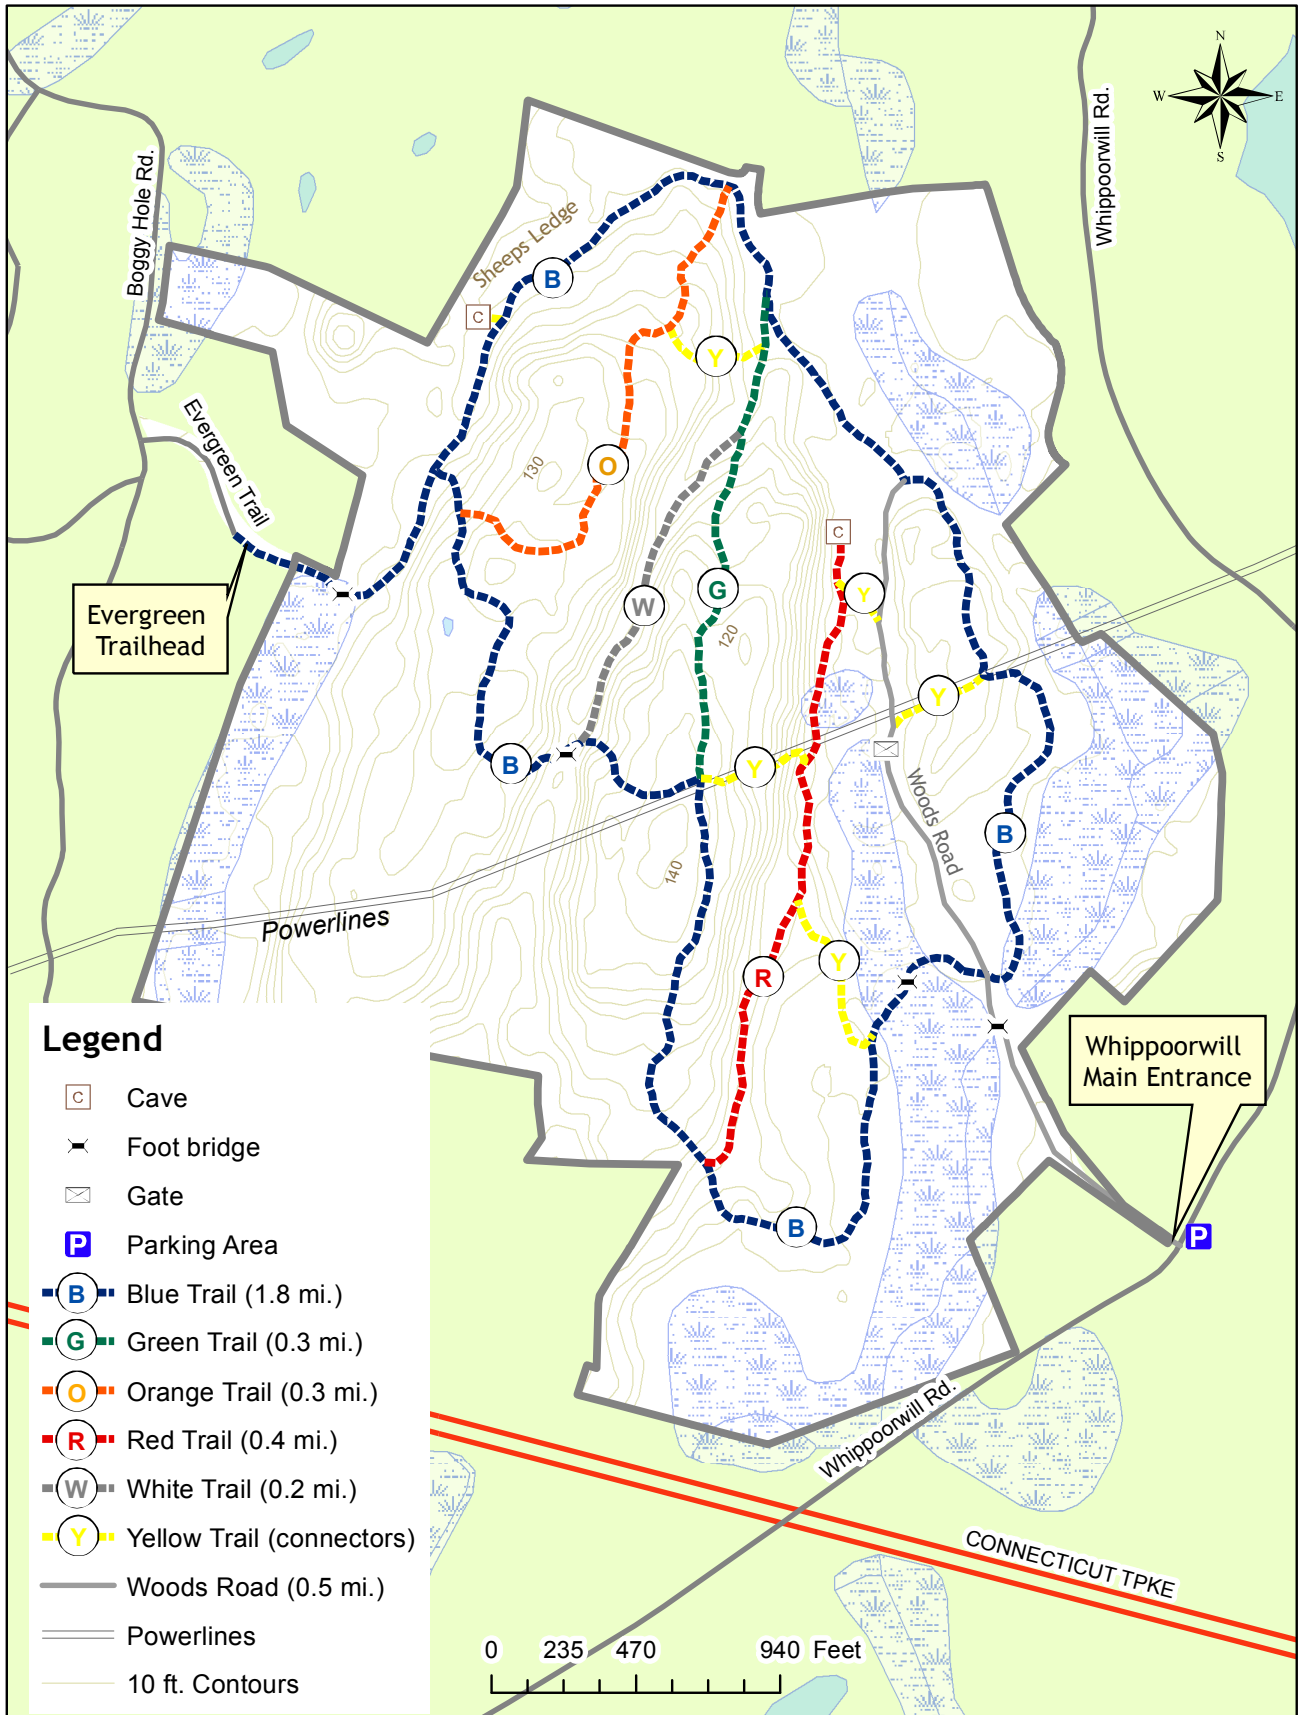 N
W
E
S
Whippoorwill Rd.
Boggy Hole Rd.
Sheeps Ledge
B
C
Y
Evergreen Trail
O
130
C
Evergreen
Trailhead
W
G
Y
120
Y
B
Y
Woods Road
B
140
Powerlines
Y
R
Whippoorwill
Main Entrance
B
P
Whippoorwill Rd.
CONNECTICUT TPKE
Legend
C Cave
Foot bridge
Gate
P Parking Area
B Blue Trail (1.8 mi.)
G Green Trail (0.3 mi.)
O Orange Trail (0.3 mi.)
R Red Trail (0.4 mi.)
W White Trail (0.2 mi.)
Y Yellow Trail (connectors)
Woods Road (0.5 mi.)
Powerlines
10 ft. Contours
0 235 470 940 Feet